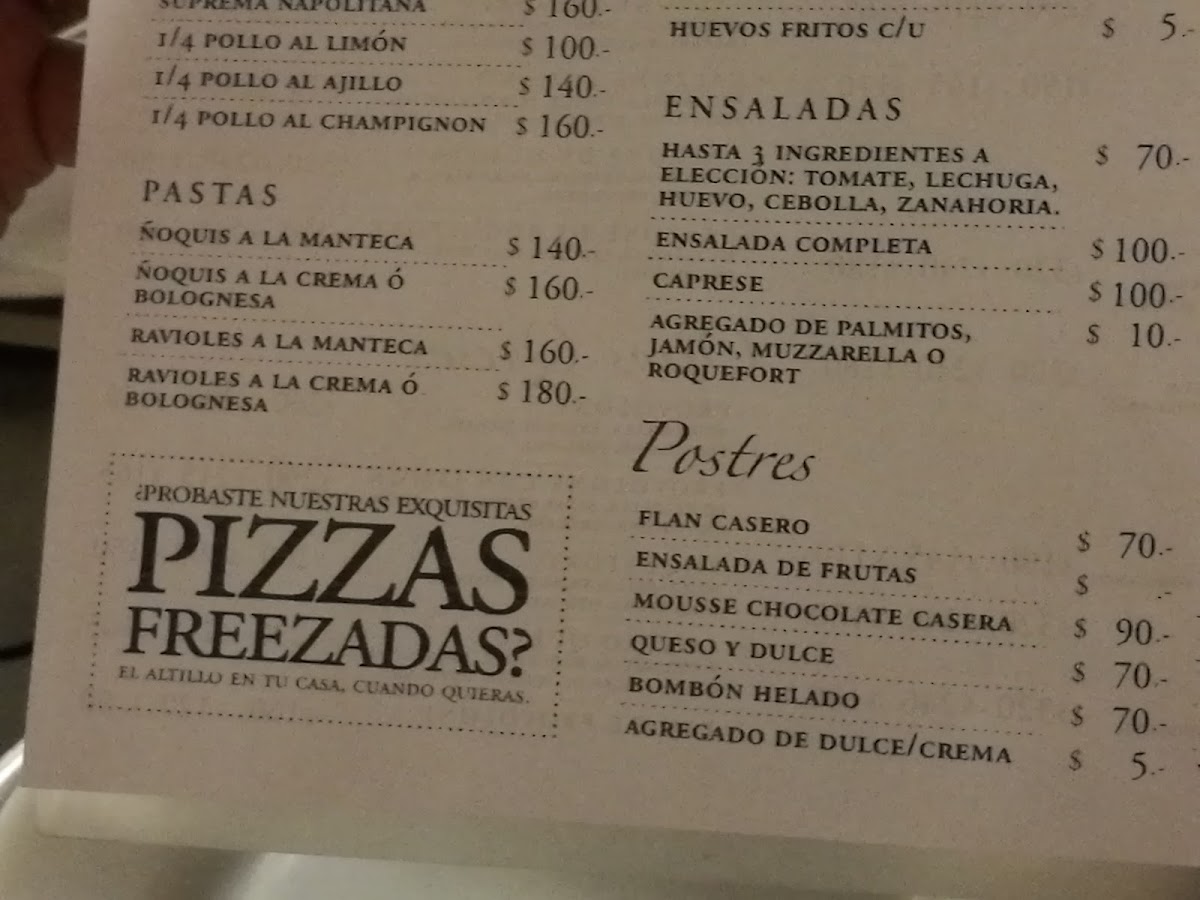 SUPREMA NAPOLITANA $ 160.-
1/4 POLLO AL LIMÓN $ 100.-
1/4 POLLO AL AJILLO $ 140.-
1/4 POLLO AL CHAMPIGNON $ 160.-
PASTAS
ÑOQUIS A LA MANTECA $ 140.-
ÑOQUIS A LA CREMA Ó $ 160.-
BOLOGNESA
RAVIOLES A LA MANTECA $ 160.-
RAVIOLES A LA CREMA Ó $ 180.-
BOLOGNESA
¿PROBASTE NUESTRAS EXQUISITAS
PIZZAS
FREEZADAS?
EL ALTILLO EN TU CASA, CUANDO QUIERAS.
HUEVOS FRITOS C/U $ 5.-
ENSALADAS
HASTA 3 INGREDIENTES A $ 70.-
ELECCIÓN: TOMATE, LECHUGA,
HUEVO, CEBOLLA, ZANAHORIA.
ENSALADA COMPLETA $ 100.-
CAPRESE $ 100.-
AGREGADO DE PALMITOS, $ 10.-
JAMÓN, MUZZARELLA O
ROQUEFORT
Postres
FLAN CASERO $ 70.-
ENSALADA DE FRUTAS $ .-
MOUSSE CHOCOLATE CASERA $ 90.-
QUESO Y DULCE $ 70.-
BOMBÓN HELADO $ 70.-
AGREGADO DE DULCE/CREMA $ 5.-